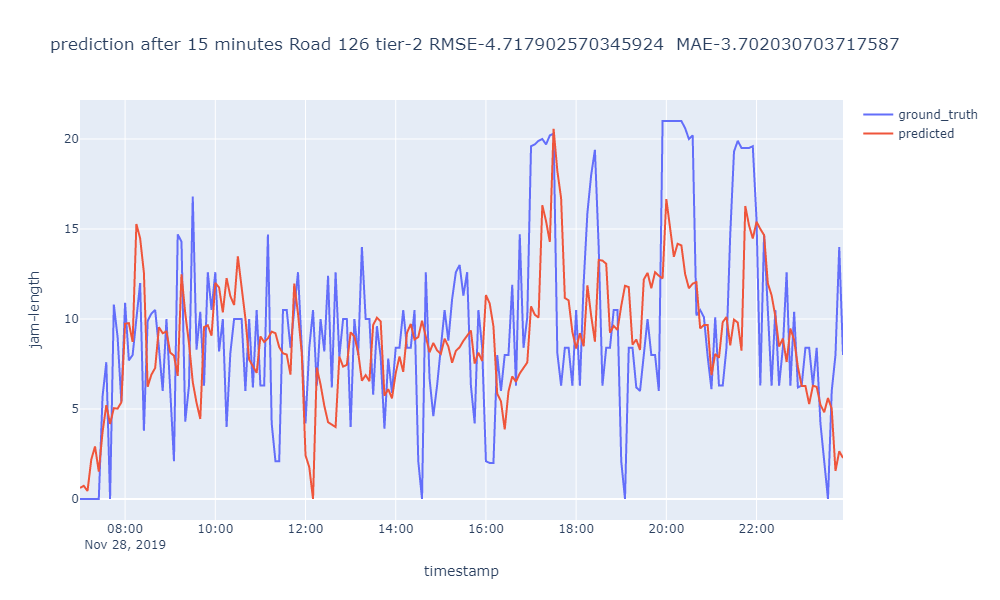 prediction after 15 minutes Road 126 tier-2 RMSE-4.717902570345924  MAE-3.702030703717587
ground_truth
predicted
jam-length
20
15
10
5
0
08:00 10:00 12:00 14:00 16:00 18:00 20:00 22:00
Nov 28, 2019
timestamp